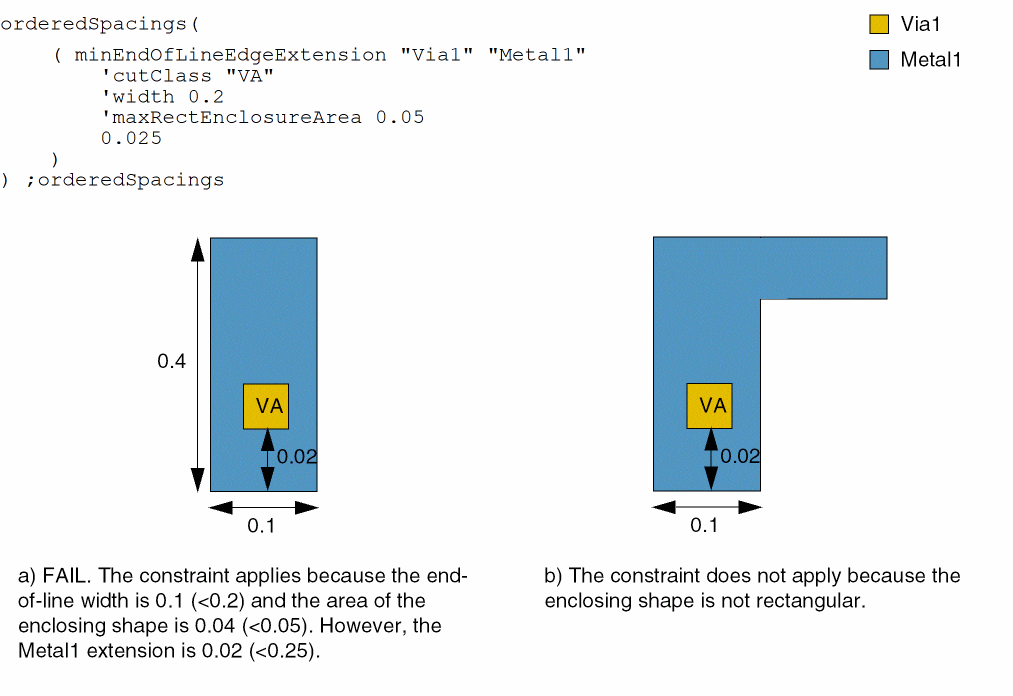 orderedSpacings(
Via1
( minEndOfLineEdgeExtension "Via1" "Metal1"
Metal1
'cutClass "VA"
'width 0.2
'maxRectEnclosureArea 0.05
0.025
)
) ;orderedSpacings
0.4
VA
0.02
0.1
VA
0.02
0.1
a) FAIL. The constraint applies because the end-
of-line width is 0.1 (<0.2) and the area of the
enclosing shape is 0.04 (<0.05). However, the
Metal1 extension is 0.02 (<0.25).
b) The constraint does not apply because the
enclosing shape is not rectangular.